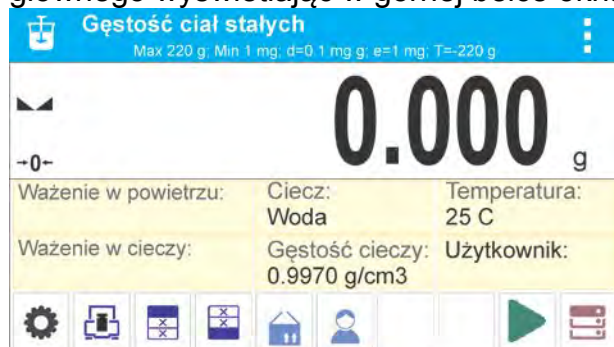 Gęstość ciał stałych
Max 220 g; Min 1 mg; d=0.1 mg g; e=1 mg; T=-220 g
0.000 g
→0←
Ważenie w powietrzu: Ciecz: Temperatura:
Woda 25 C
Ważenie w cieczy: Gęstość cieczy: Użytkownik:
0.9970 g/cm3